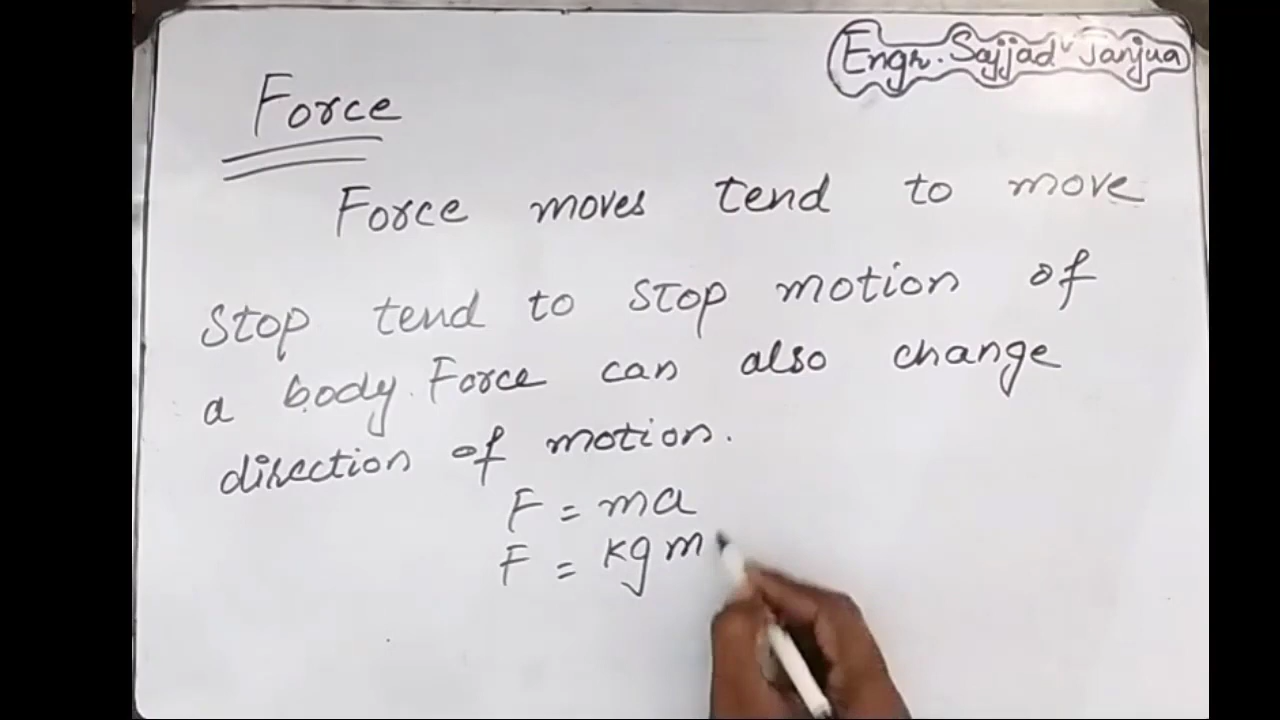 Engr. Sajjad Janjua
Force
Force moves tend to move
stop tend to stop motion of
a body. Force can also change
direction of motion.
F = ma
F = kg m